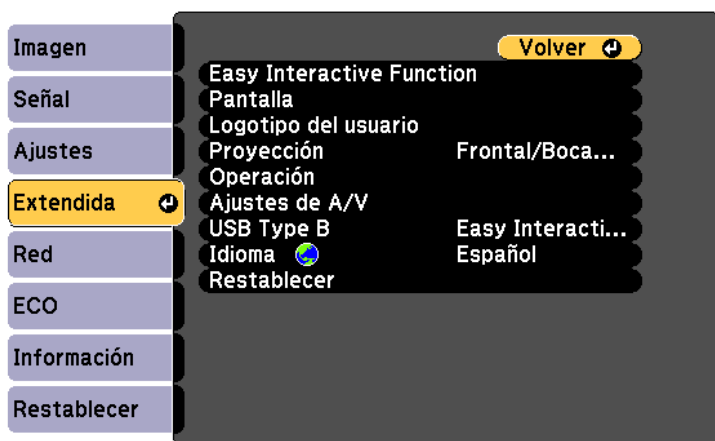 Imagen
Señal
Ajustes
Extendida
Red
ECO
Información
Restablecer
Volver
Easy Interactive Function
Pantalla
Logotipo del usuario
Proyección Frontal/Boca...
Operación
Ajustes de A/V
USB Type B Easy Interacti...
Idioma Español
Restablecer